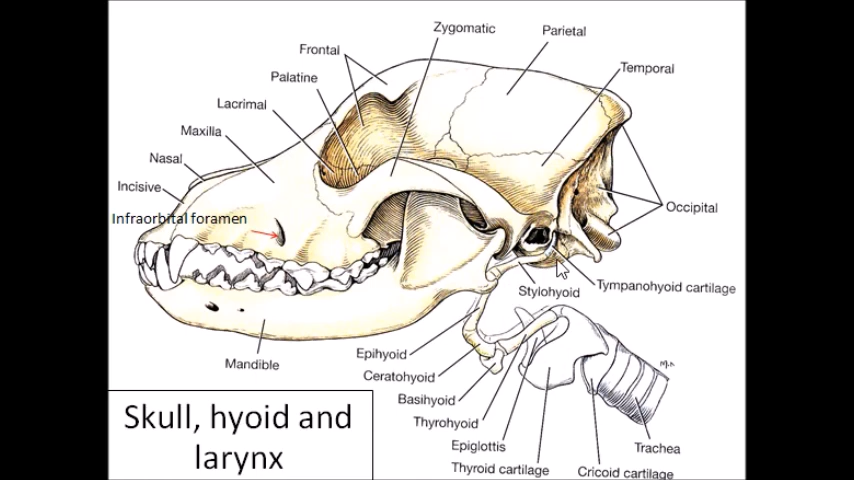 Zygomatic
Parietal
Frontal
Palatine
Temporal
Lacrimal
Maxilla
Nasal
Incisive
Occipital
Infraorbital foramen
Tympanohyoid cartilage
Stylohyoid
Epihyoid
Mandible
Ceratohyoid
Basihyoid
Thyrohyoid
Epiglottis
Trachea
Thyroid cartilage
Cricoid cartilage
Skull, hyoid and
larynx